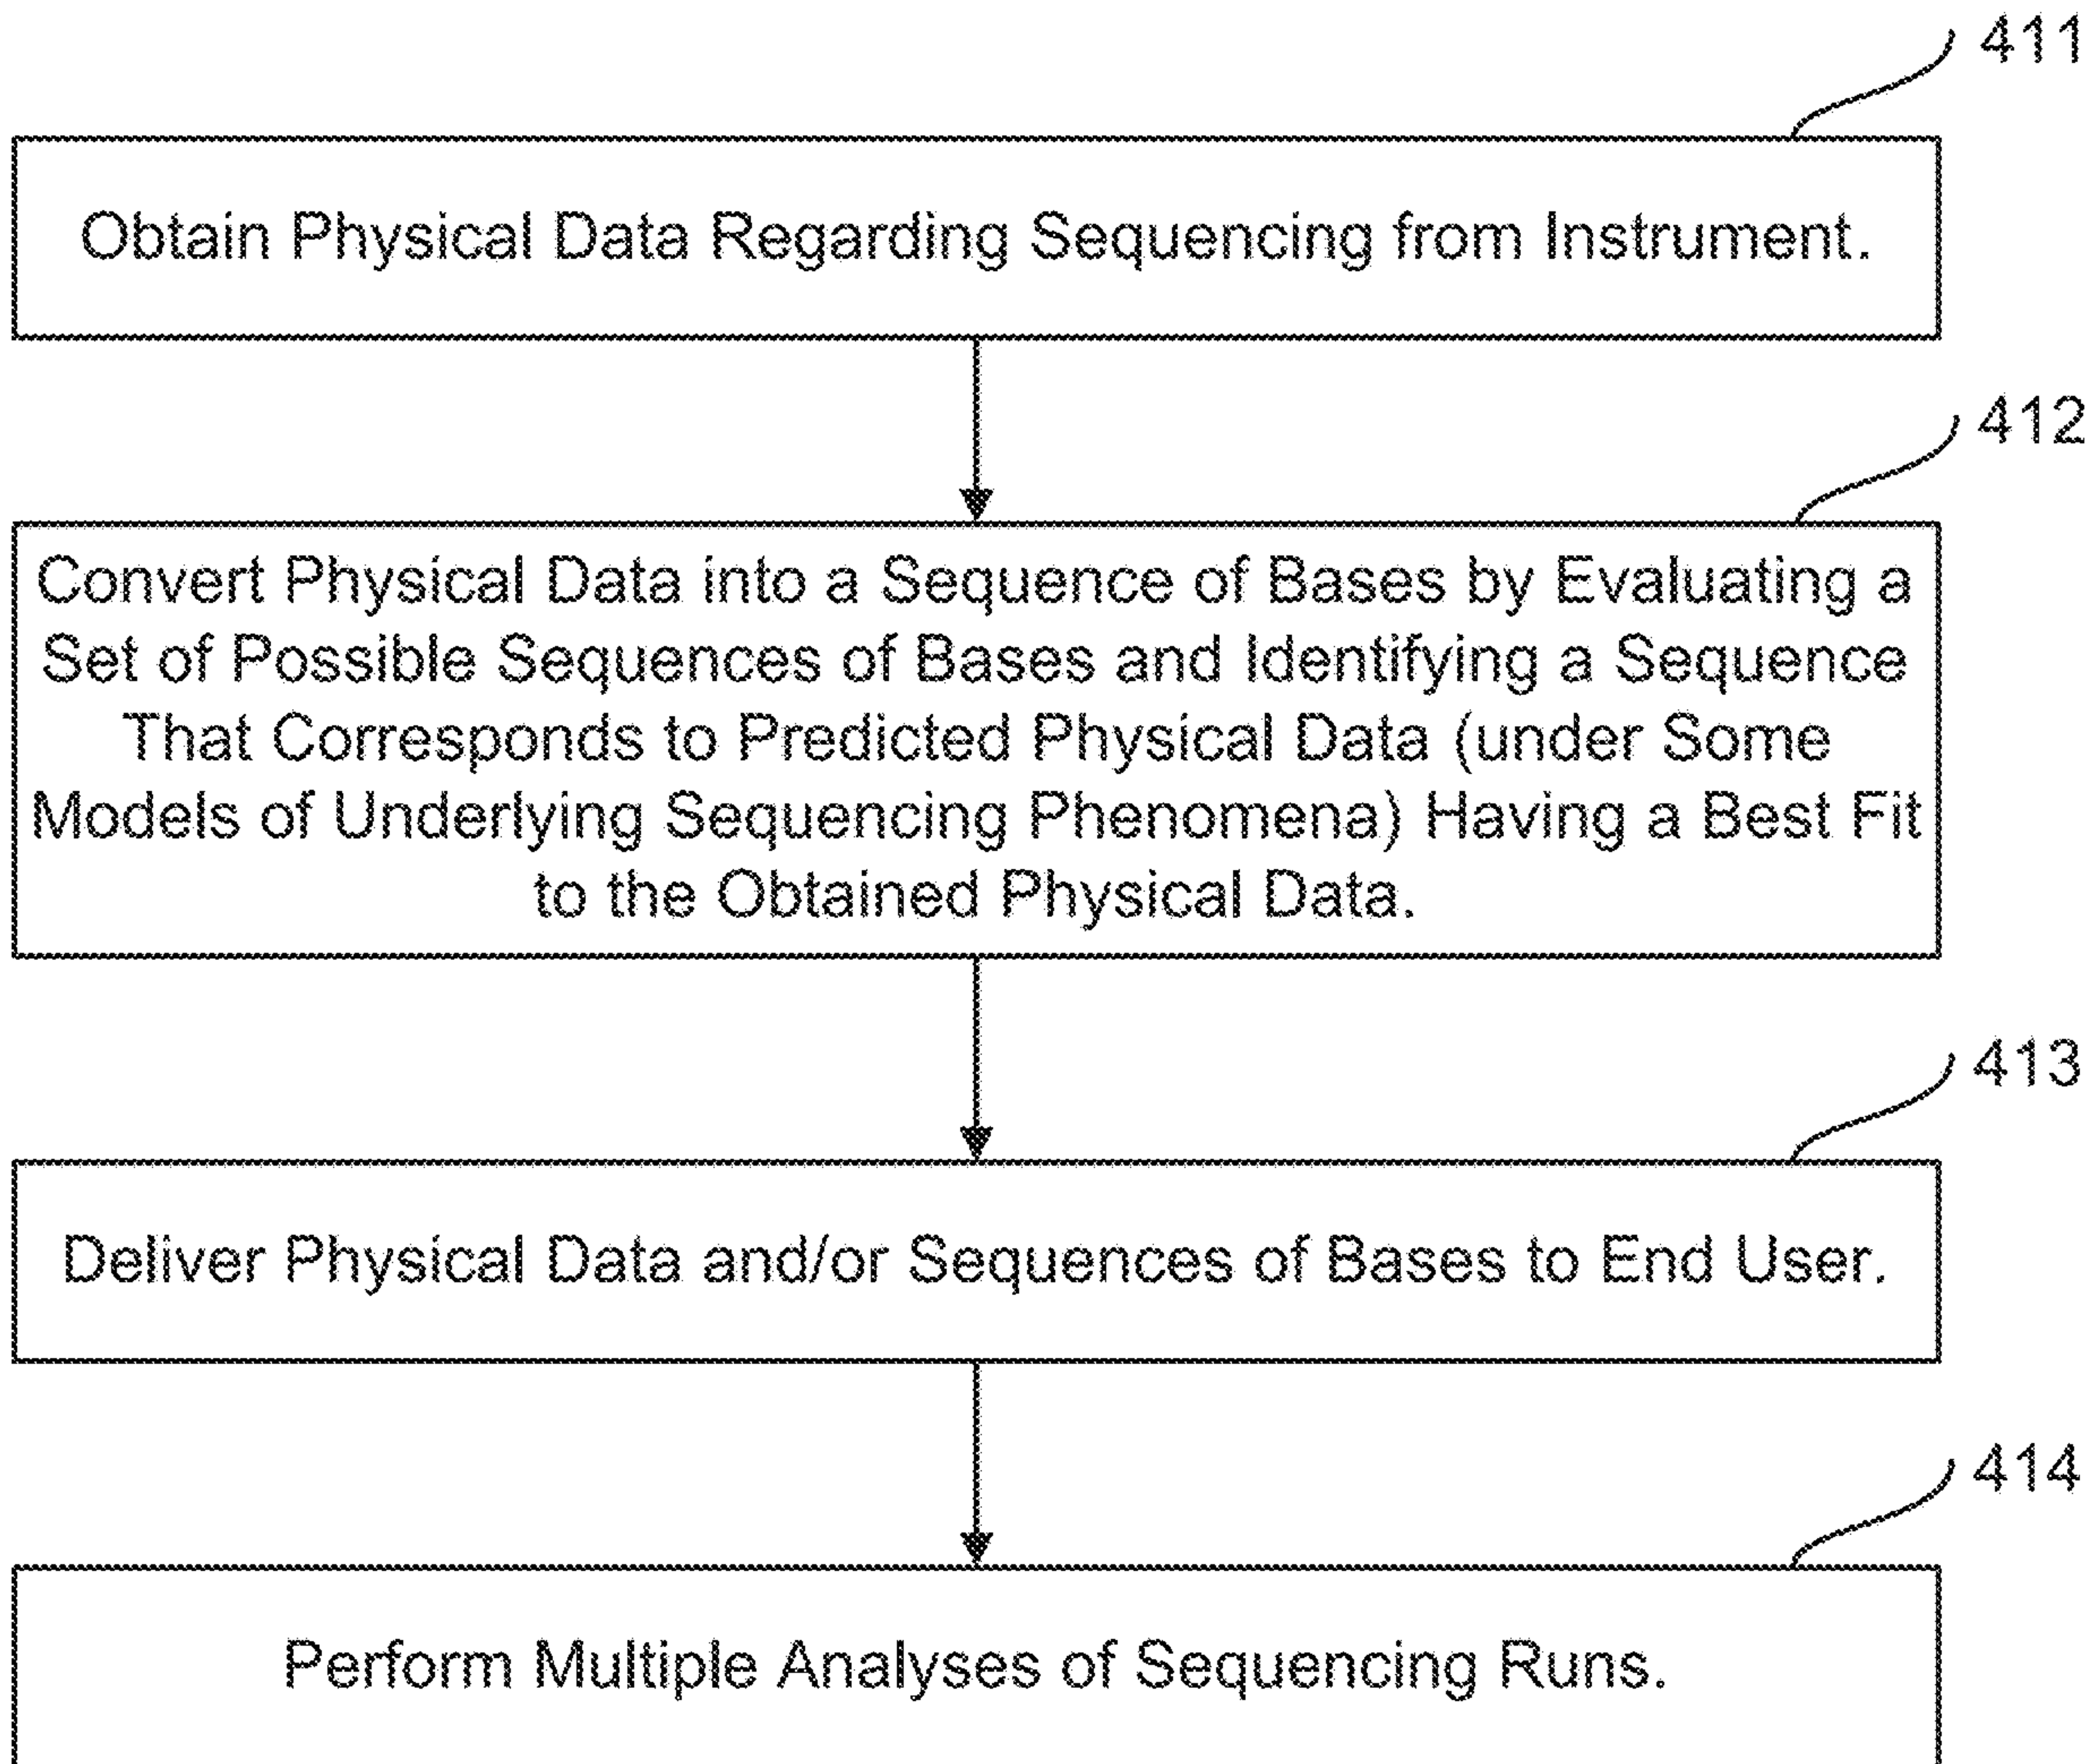 411
Obtain Physical Data Regarding Sequencing from Instrument.
412
Convert Physical Data into a Sequence of Bases by Evaluating a
Set of Possible Sequences of Bases and Identifying a Sequence
That Corresponds to Predicted Physical Data (under Some
Models of Underlying Sequencing Phenomena) Having a Best Fit
to the Obtained Physical Data.
413
Deliver Physical Data and/or Sequences of Bases to End User.
414
Perform Multiple Analyses of Sequencing Runs.